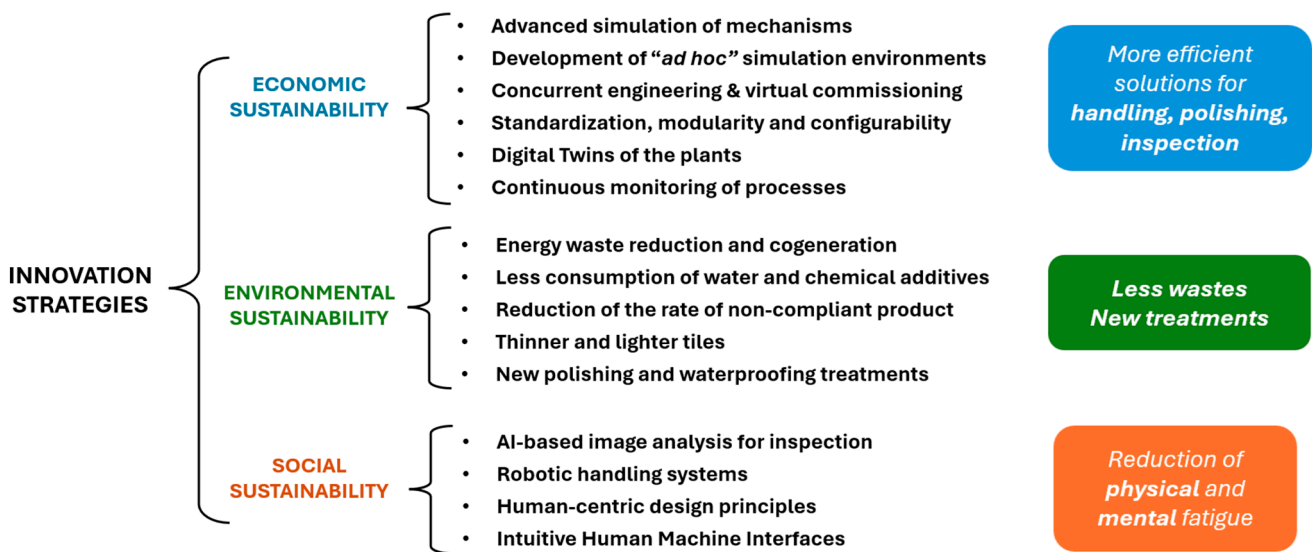 INNOVATION
STRATEGIES
ECONOMIC
SUSTAINABILITY
• Advanced simulation of mechanisms
• Development of “ad hoc” simulation environments
• Concurrent engineering & virtual commissioning
• Standardization, modularity and configurability
• Digital Twins of the plants
• Continuous monitoring of processes
More efficient
solutions for
handling, polishing,
inspection
ENVIRONMENTAL
SUSTAINABILITY
• Energy waste reduction and cogeneration
• Less consumption of water and chemical additives
• Reduction of the rate of non-compliant product
• Thinner and lighter tiles
• New polishing and waterproofing treatments
Less wastes
New treatments
SOCIAL
SUSTAINABILITY
• AI-based image analysis for inspection
• Robotic handling systems
• Human-centric design principles
• Intuitive Human Machine Interfaces
Reduction of
physical and
mental fatigue